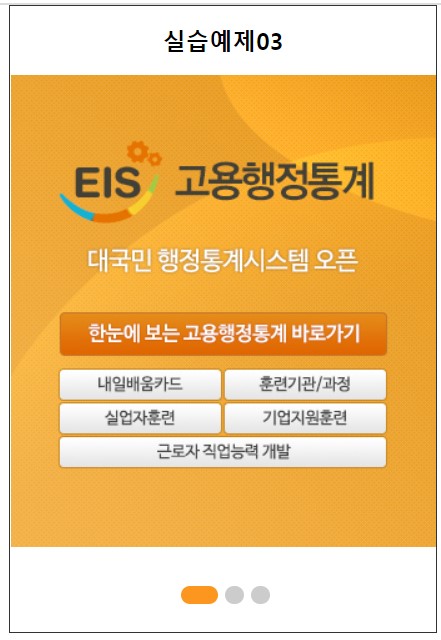 실습예제03
EIS 고용행정통계
대국민 행정통계시스템 오픈
한눈에 보는 고용행정통계 바로가기
내일배움카드 훈련기관/과정
실업자훈련 기업지원훈련
근로자 직업능력 개발